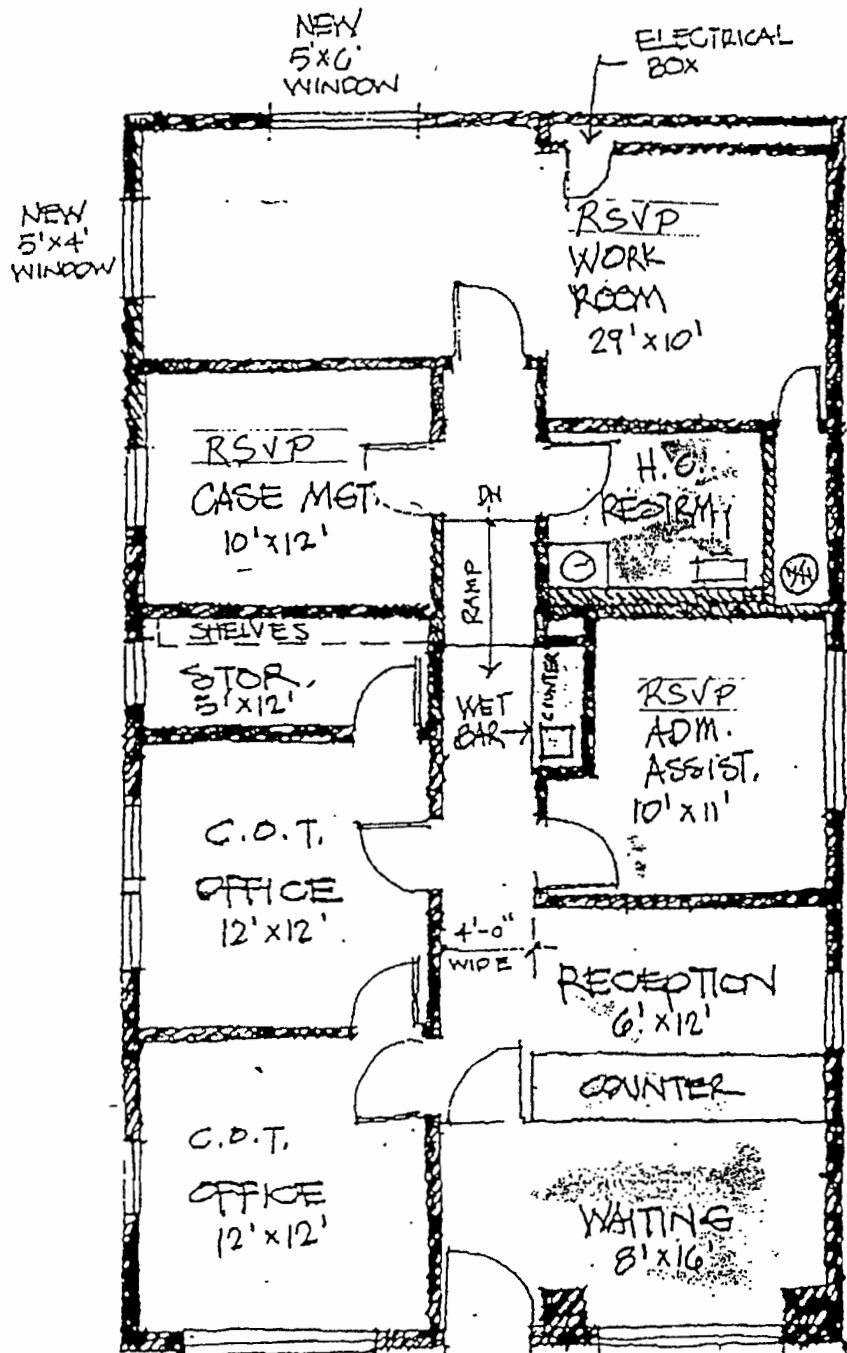 NEW
5'x6'
WINDOW
ELECTRICAL
BOX
NEW
5'x4'
WINDOW
RSVP
WORK
ROOM
29'x10'
RSVP
CASE MGT.
10'x12'
H.C.
RESTRM,
DN
RAMP
W/H
SHELVES
STOR.
5'x12'
WET
BAR
COUNTER
RSVP
ADM.
ASSIST.
10'x11'
C.O.T.
OFFICE
12'x12'
4'-0"
WIDE
RECEPTION
6'x12'
COUNTER
C.O.T.
OFFICE
12'x12'
WAITING
8'x16'